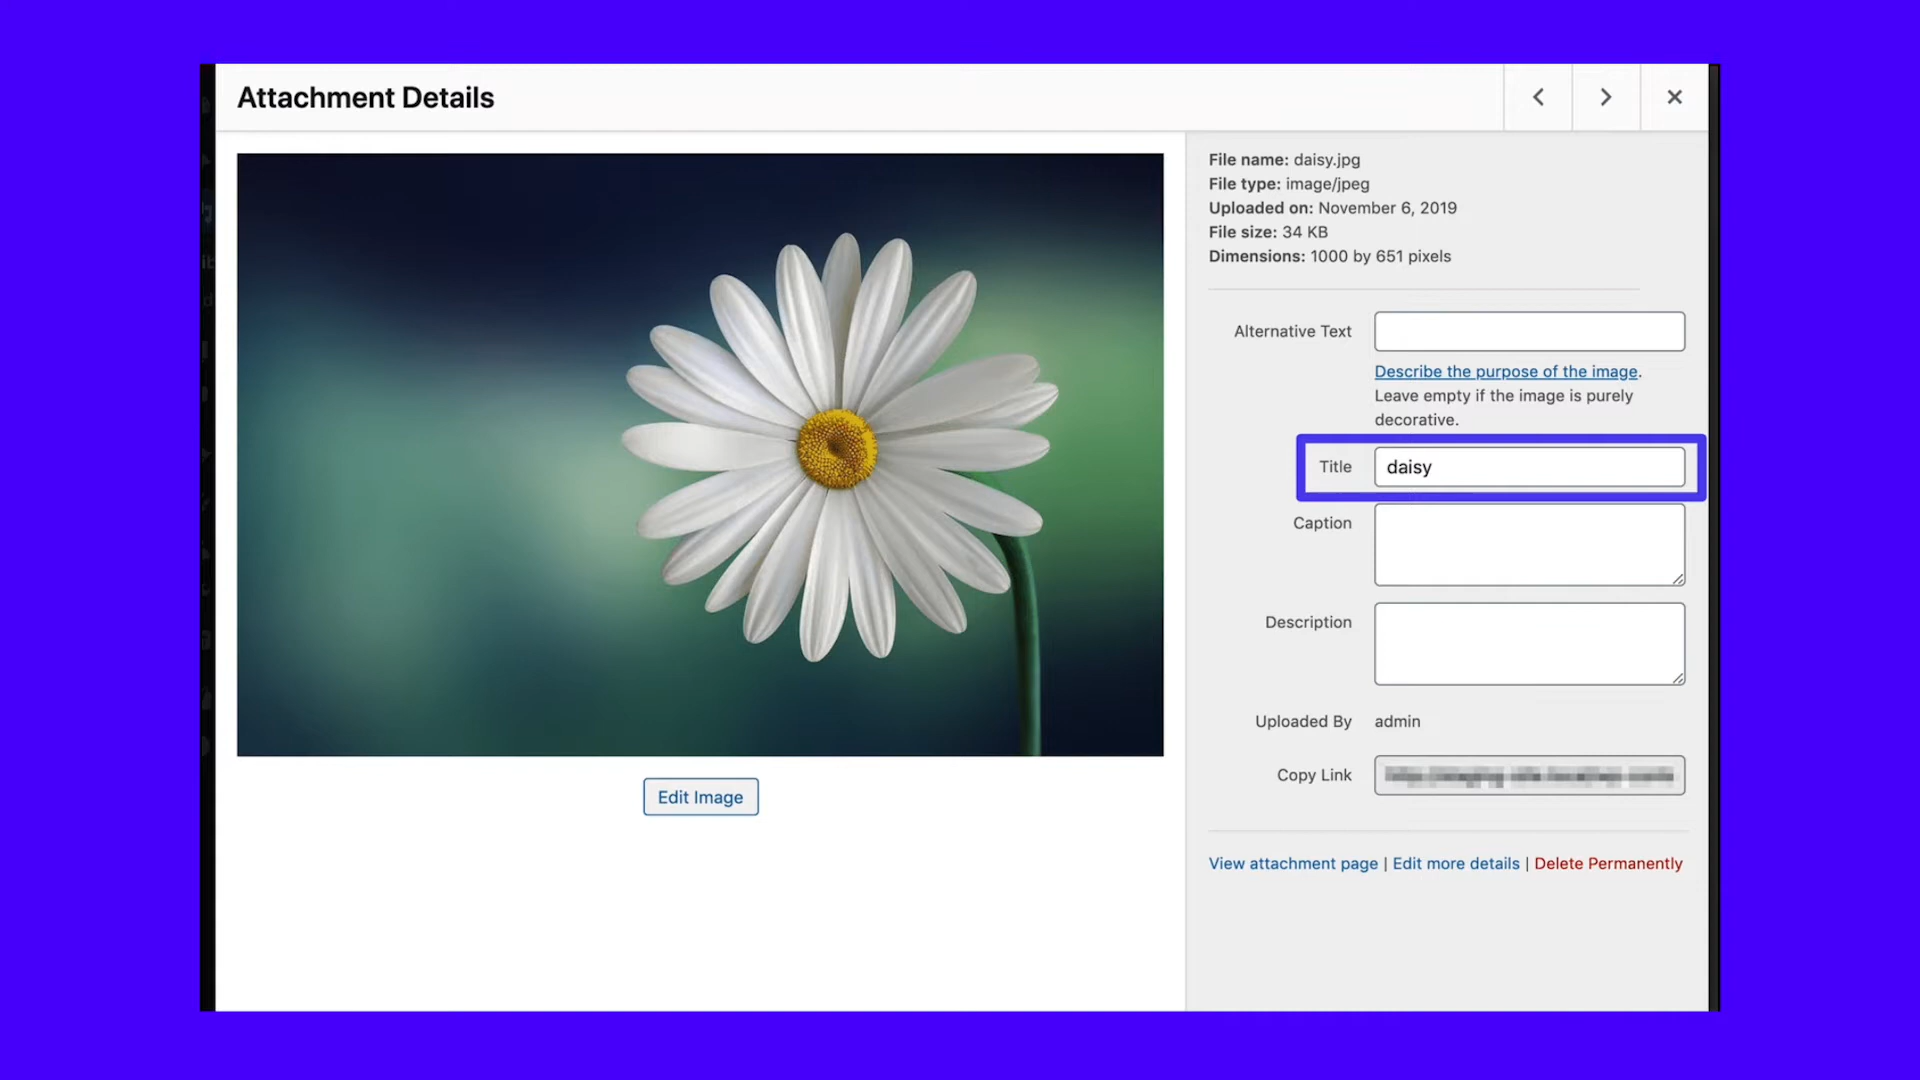 Attachment Details
File name: daisy.jpg
File type: image/jpeg
Uploaded on: November 6, 2019
File size: 34 KB
Dimensions: 1000 by 651 pixels
Alternative Text
Describe the purpose of the image.
Leave empty if the image is purely
decorative.
Title daisy
Caption
Description
Uploaded By admin
Copy Link
Edit Image
View attachment page | Edit more details | Delete Permanently